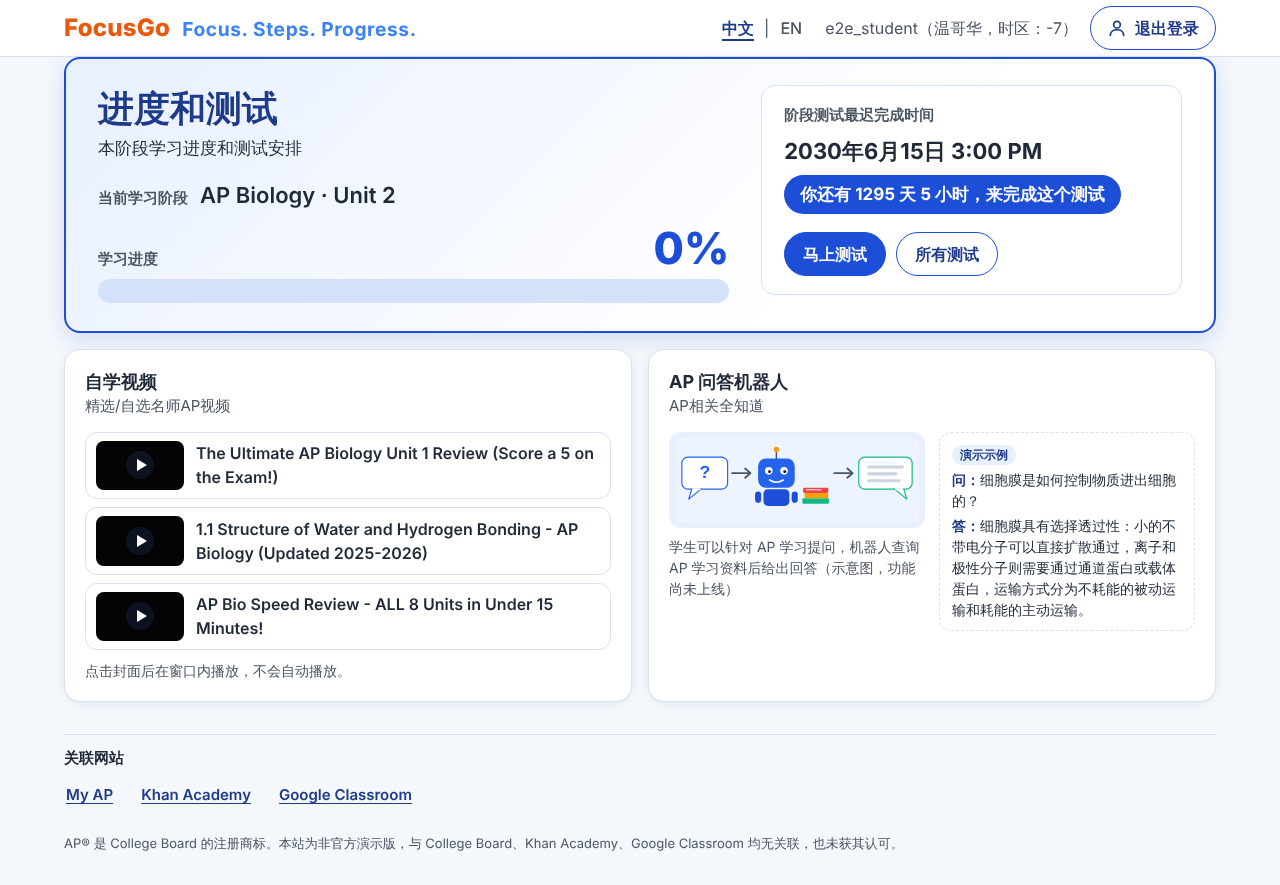 FocusGo Focus. Steps. Progress.
中文 | EN e2e_student（温哥华，时区：-7） 退出登录
进度和测试
本阶段学习进度和测试安排
当前学习阶段 AP Biology · Unit 2
学习进度 0%
阶段测试最迟完成时间
2030年6月15日 3:00 PM
你还有 1295 天 5 小时，来完成这个测试
马上测试 所有测试
自学视频
精选/自选名师AP视频
The Ultimate AP Biology Unit 1 Review (Score a 5 on
the Exam!)
1.1 Structure of Water and Hydrogen Bonding - AP
Biology (Updated 2025-2026)
AP Bio Speed Review - ALL 8 Units in Under 15
Minutes!
点击封面后在窗口内播放，不会自动播放。
AP 问答机器人
AP相关全知道
?
学生可以针对 AP 学习提问，机器人查询
AP 学习资料后给出回答（示意图，功能
尚未上线）
演示示例
问：细胞膜是如何控制物质进出细胞
的？
答：细胞膜具有选择透过性：小的不
带电分子可以直接扩散通过，离子和
极性分子则需要通过通道蛋白或载体
蛋白，运输方式分为不耗能的被动运
输和耗能的主动运输。
关联网站
My AP Khan Academy Google Classroom
AP® 是 College Board 的注册商标。本站为非官方演示版，与 College Board、Khan Academy、Google Classroom 均无关联，也未获其认可。